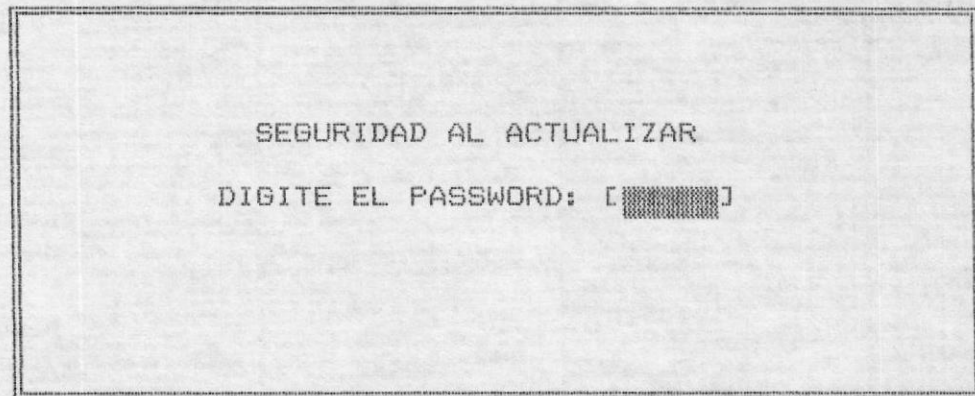 SEGURIDAD AL ACTUALIZAR
DIGITE EL PASSWORD: [▒▒▒▒▒▒]